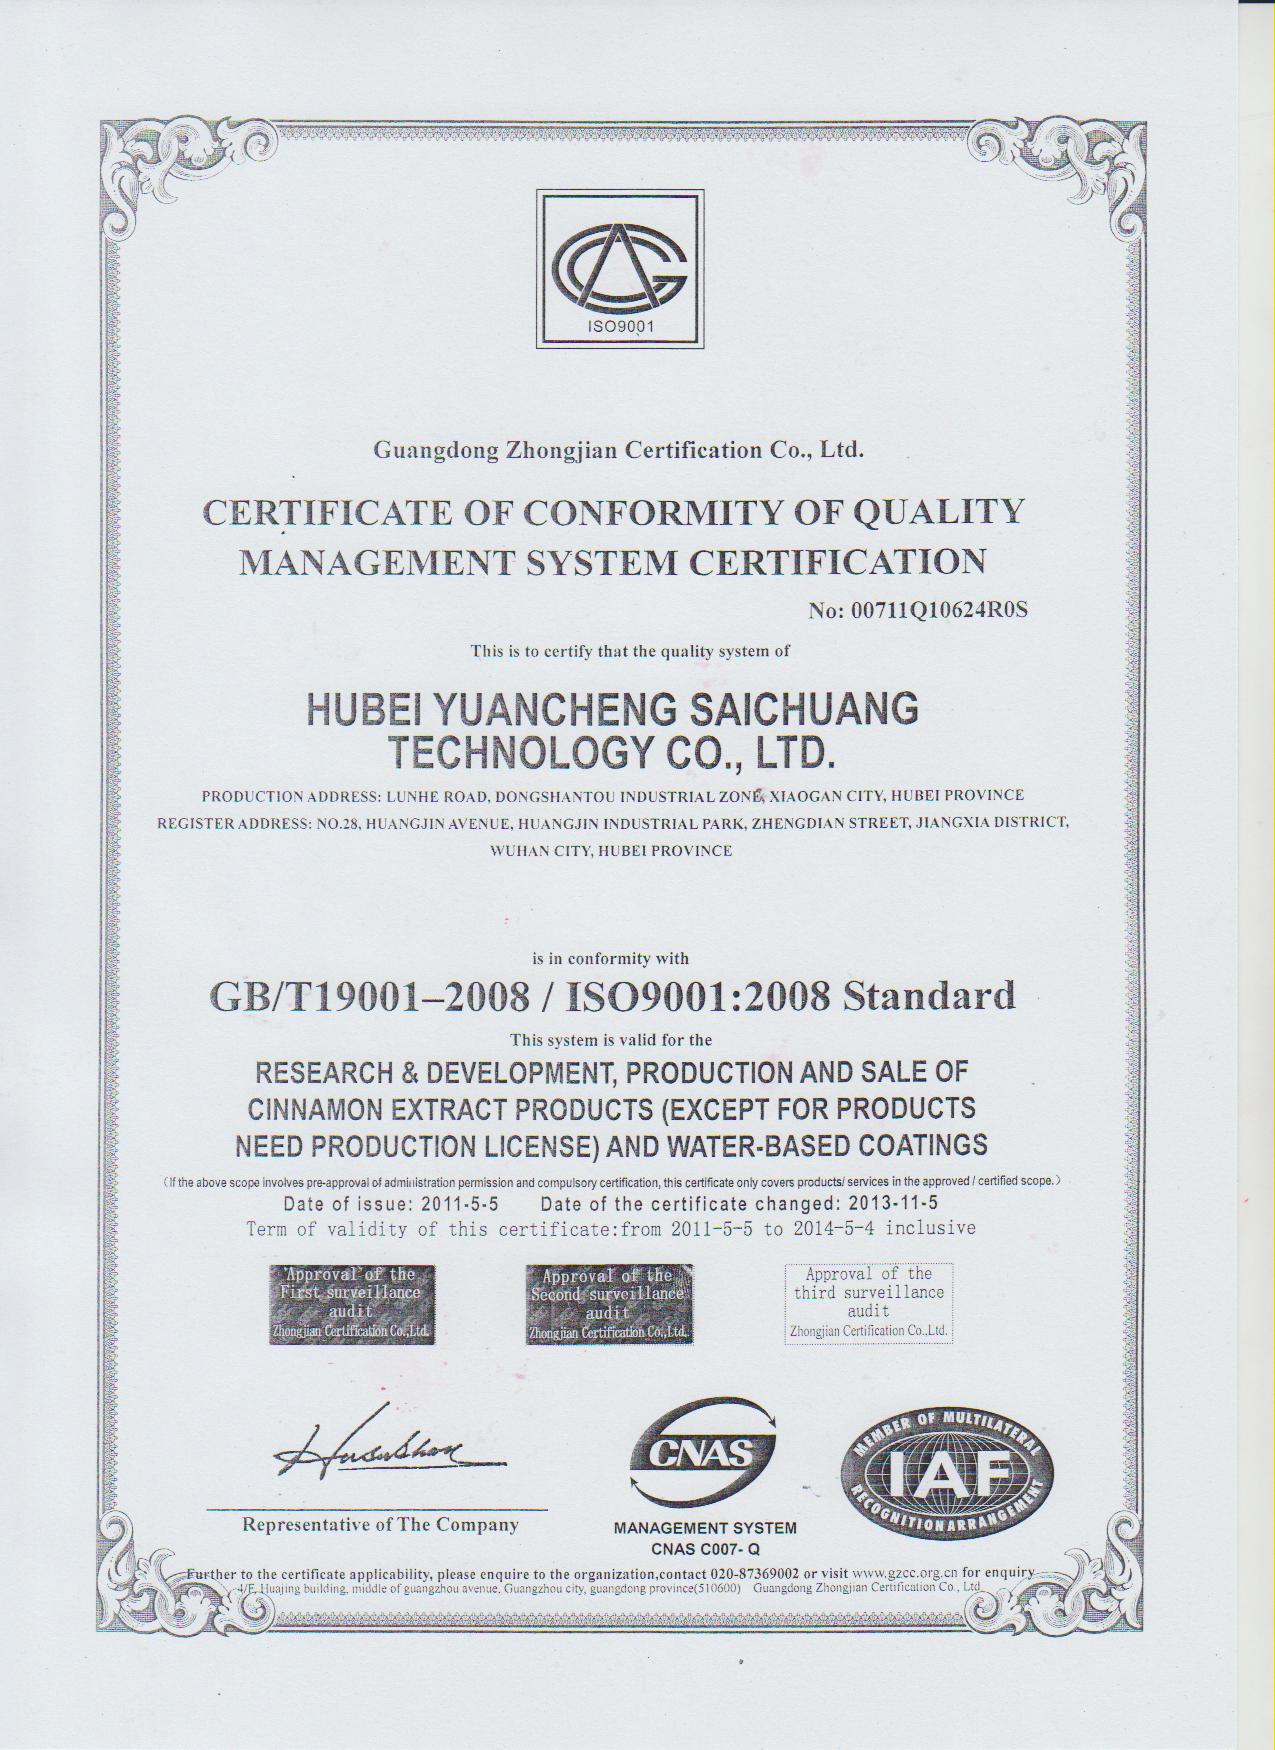 ISO9001
Guangdong Zhongjian Certification Co., Ltd.
CERTIFICATE OF CONFORMITY OF QUALITY
MANAGEMENT SYSTEM CERTIFICATION
No: 00711Q10624R0S
This is to certify that the quality system of
HUBEI YUANCHENG SAICHUANG
TECHNOLOGY CO., LTD.
PRODUCTION ADDRESS: LUNHE ROAD, DONGSHANTOU INDUSTRIAL ZONE, XIAOGAN CITY, HUBEI PROVINCE
REGISTER ADDRESS: NO.28, HUANGJIN AVENUE, HUANGJIN INDUSTRIAL PARK, ZHENGDIAN STREET, JIANGXIA DISTRICT,
WUHAN CITY, HUBEI PROVINCE
is in conformity with
GB/T19001–2008 / ISO9001:2008 Standard
This system is valid for the
RESEARCH & DEVELOPMENT, PRODUCTION AND SALE OF
CINNAMON EXTRACT PRODUCTS (EXCEPT FOR PRODUCTS
NEED PRODUCTION LICENSE) AND WATER-BASED COATINGS
(If the above scope involves pre-approval of administration permission and compulsory certification, this certificate only covers products/ services in the approved / certified scope.)
Date of issue: 2011-5-5 Date of the certificate changed: 2013-11-5
Term of validity of this certificate:from 2011-5-5 to 2014-5-4 inclusive
Approval of the
First surveillance
audit
Zhongjian Certification Co.,Ltd.
Approval of the
Second surveillance
audit
Zhongjian Certification Co.,Ltd.
Approval of the
third surveillance
audit
Zhongjian Certification Co.,Ltd.
Representative of The Company
CNAS
MANAGEMENT SYSTEM
CNAS C007- Q
MEMBER OF MULTILATERAL
IAF
RECOGNITION ARRANGEMENT
Further to the certificate applicability, please enquire to the organization,contact 020-87369002 or visit www.gzcc.org.cn for enquiry
4/F, Huajing building, middle of guangzhou avenue, Guangzhou city, guangdong province(510600) Guangdong Zhongjian Certification Co., Ltd.